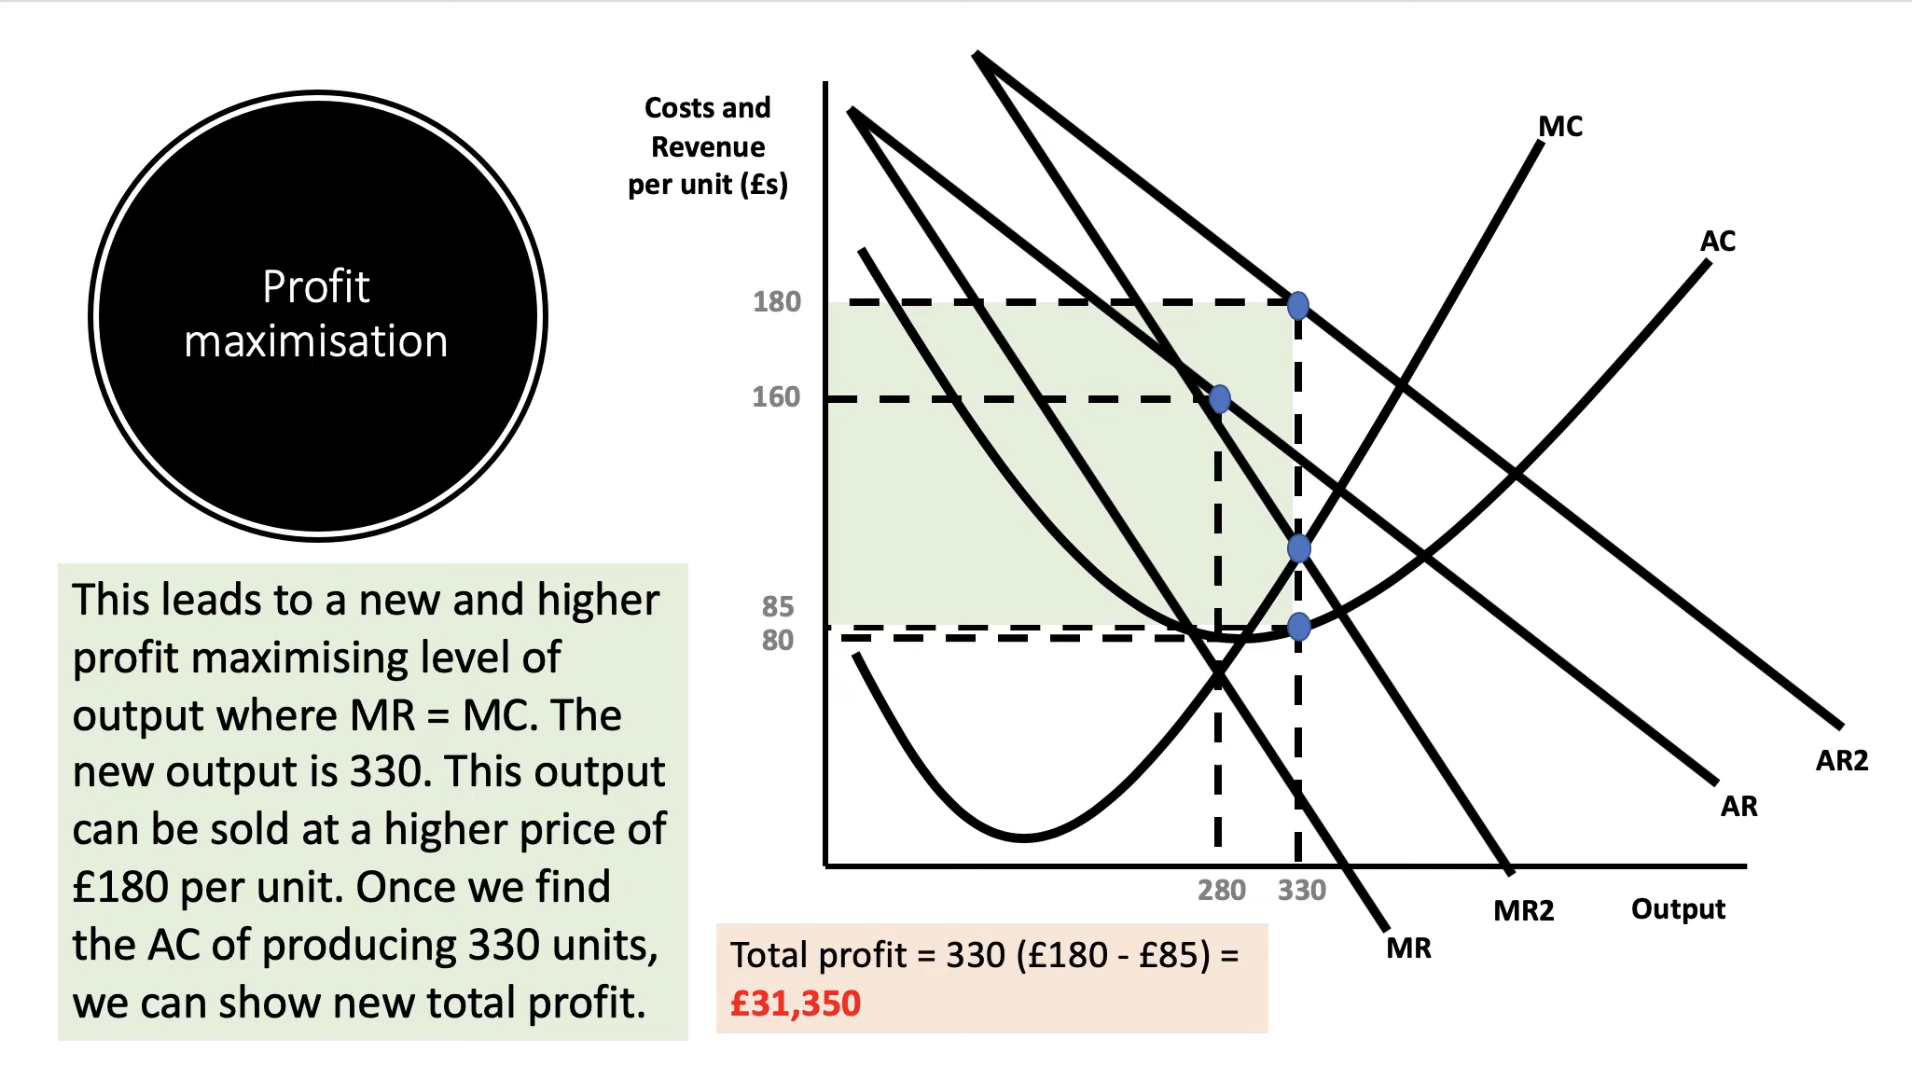 Profit
maximisation
This leads to a new and higher
profit maximising level of
output where MR = MC. The
new output is 330. This output
can be sold at a higher price of
£180 per unit. Once we find
the AC of producing 330 units,
we can show new total profit.
Costs and
Revenue
per unit (£s)
180
160
85
80
MC
AC
AR2
AR
280 330
MR2
Output
MR
Total profit = 330 (£180 - £85) =
£31,350